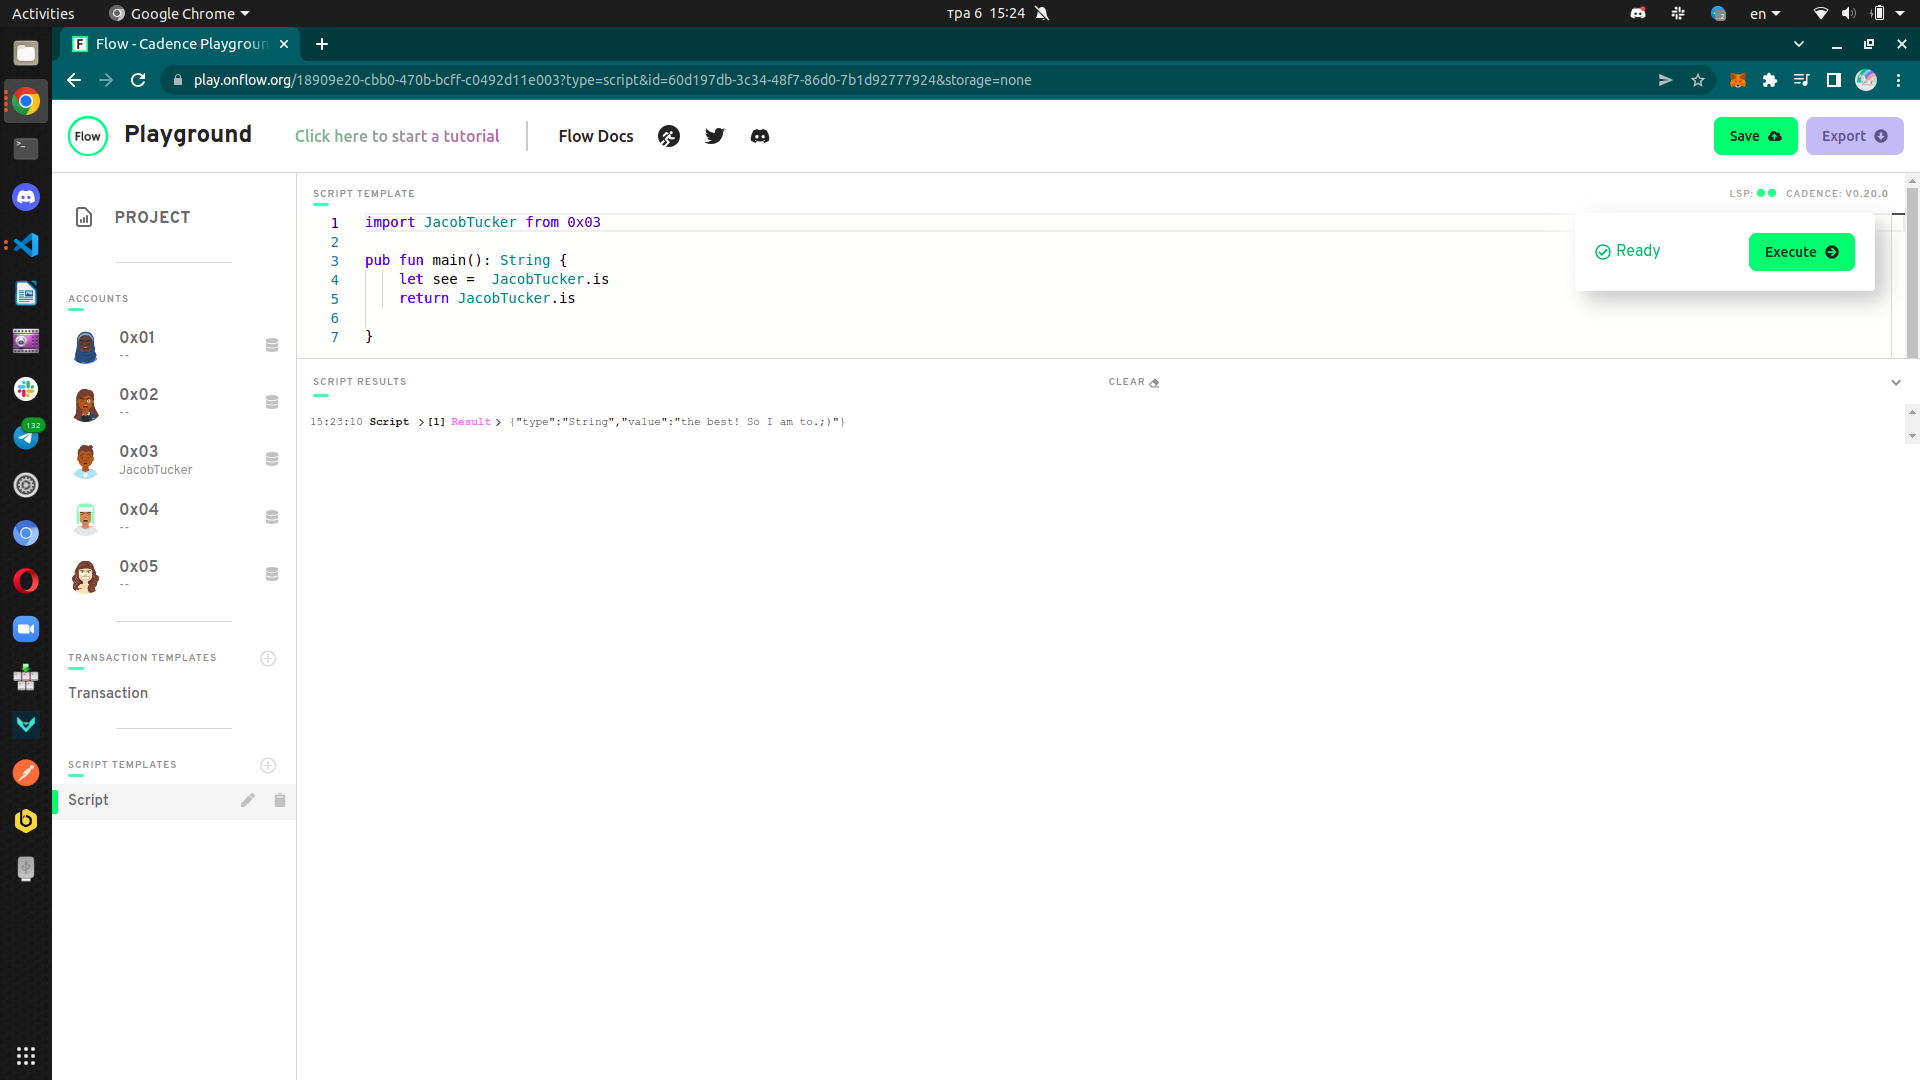 Activities
Google Chrome
тра 6 15:24
en
Flow - Cadence Playgroun
play.onflow.org/18909e20-cbb0-470b-bcff-c0492d11e003?type=script&id=60d197db-3c34-48f7-86d0-7b1d92777924&storage=none
Flow
Playground
Click here to start a tutorial
Flow Docs
Save
Export
PROJECT
ACCOUNTS
0x01
--
0x02
--
0x03
JacobTucker
0x04
--
0x05
--
TRANSACTION TEMPLATES
Transaction
SCRIPT TEMPLATES
Script
132
SCRIPT TEMPLATE
LSP:
CADENCE: V0.20.0
1 import JacobTucker from 0x03
2
3 pub fun main(): String {
4 let see =  JacobTucker.is
5 return JacobTucker.is
6
7 }
Ready
Execute
SCRIPT RESULTS
CLEAR
15:23:10 Script >[1] Result > {"type":"String","value":"the best! So I am to.;)"}